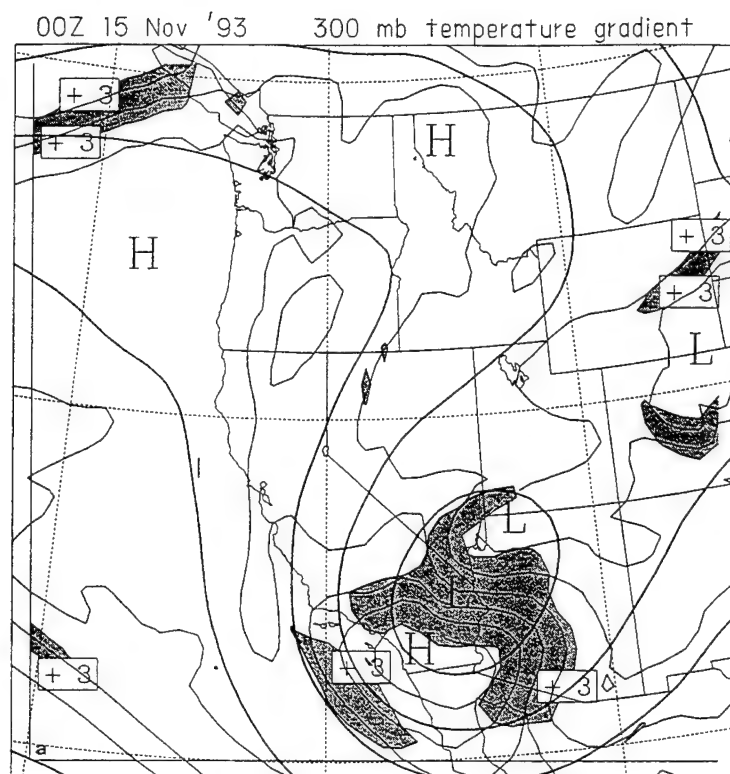 00Z 15 Nov '93 300 mb temperature gradient
+ 3
+ 3
H
H
+ 3
+ 3
L
L
H
+ 3
+ 3
+ 3
a